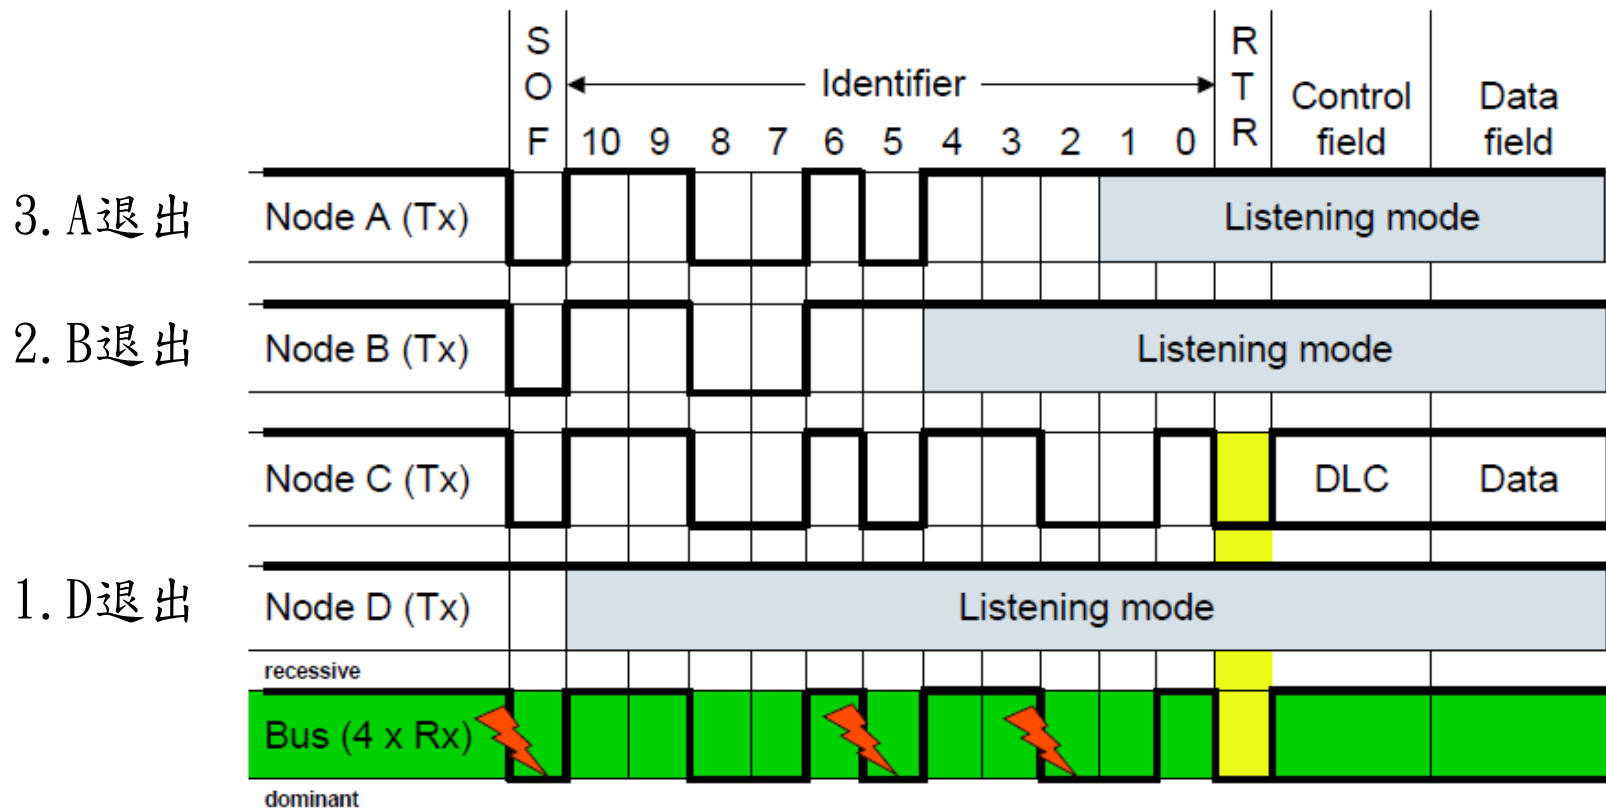 SOF
Identifier
RTR
Control field
Data field
10 9 8 7 6 5 4 3 2 1 0
3. A退出
Node A (Tx)
Listening mode
2. B退出
Node B (Tx)
Listening mode
Node C (Tx)
DLC
Data
1. D退出
Node D (Tx)
Listening mode
recessive
Bus (4 x Rx)
dominant